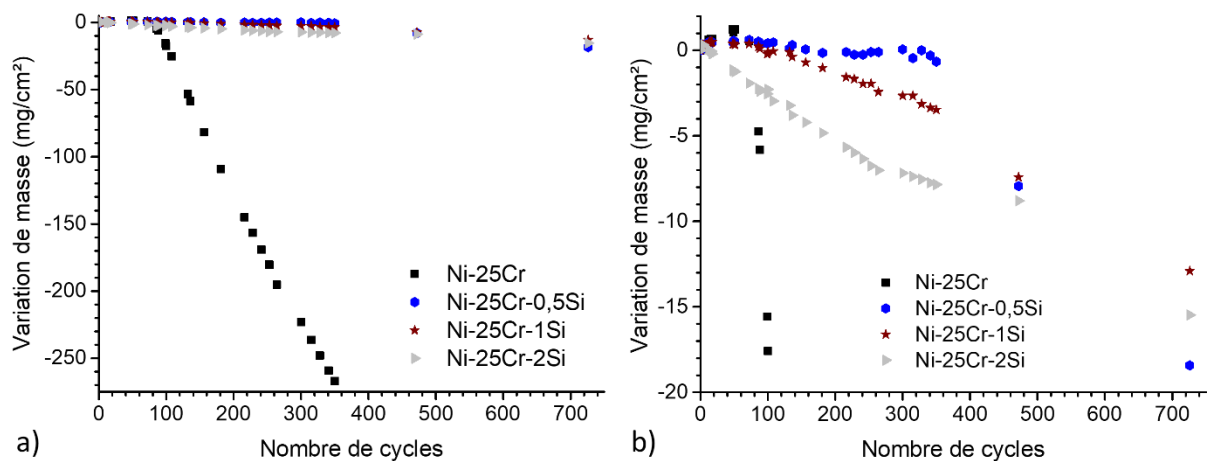 0
-50
-100
-150
-200
-250
Variation de masse (mg/cm²)
Ni-25Cr
Ni-25Cr-0,5Si
Ni-25Cr-1Si
Ni-25Cr-2Si
0 100 200 300 400 500 600 700
Nombre de cycles
a)
0
-5
-10
-15
-20
Variation de masse (mg/cm²)
Ni-25Cr
Ni-25Cr-0,5Si
Ni-25Cr-1Si
Ni-25Cr-2Si
0 100 200 300 400 500 600 700
Nombre de cycles
b)